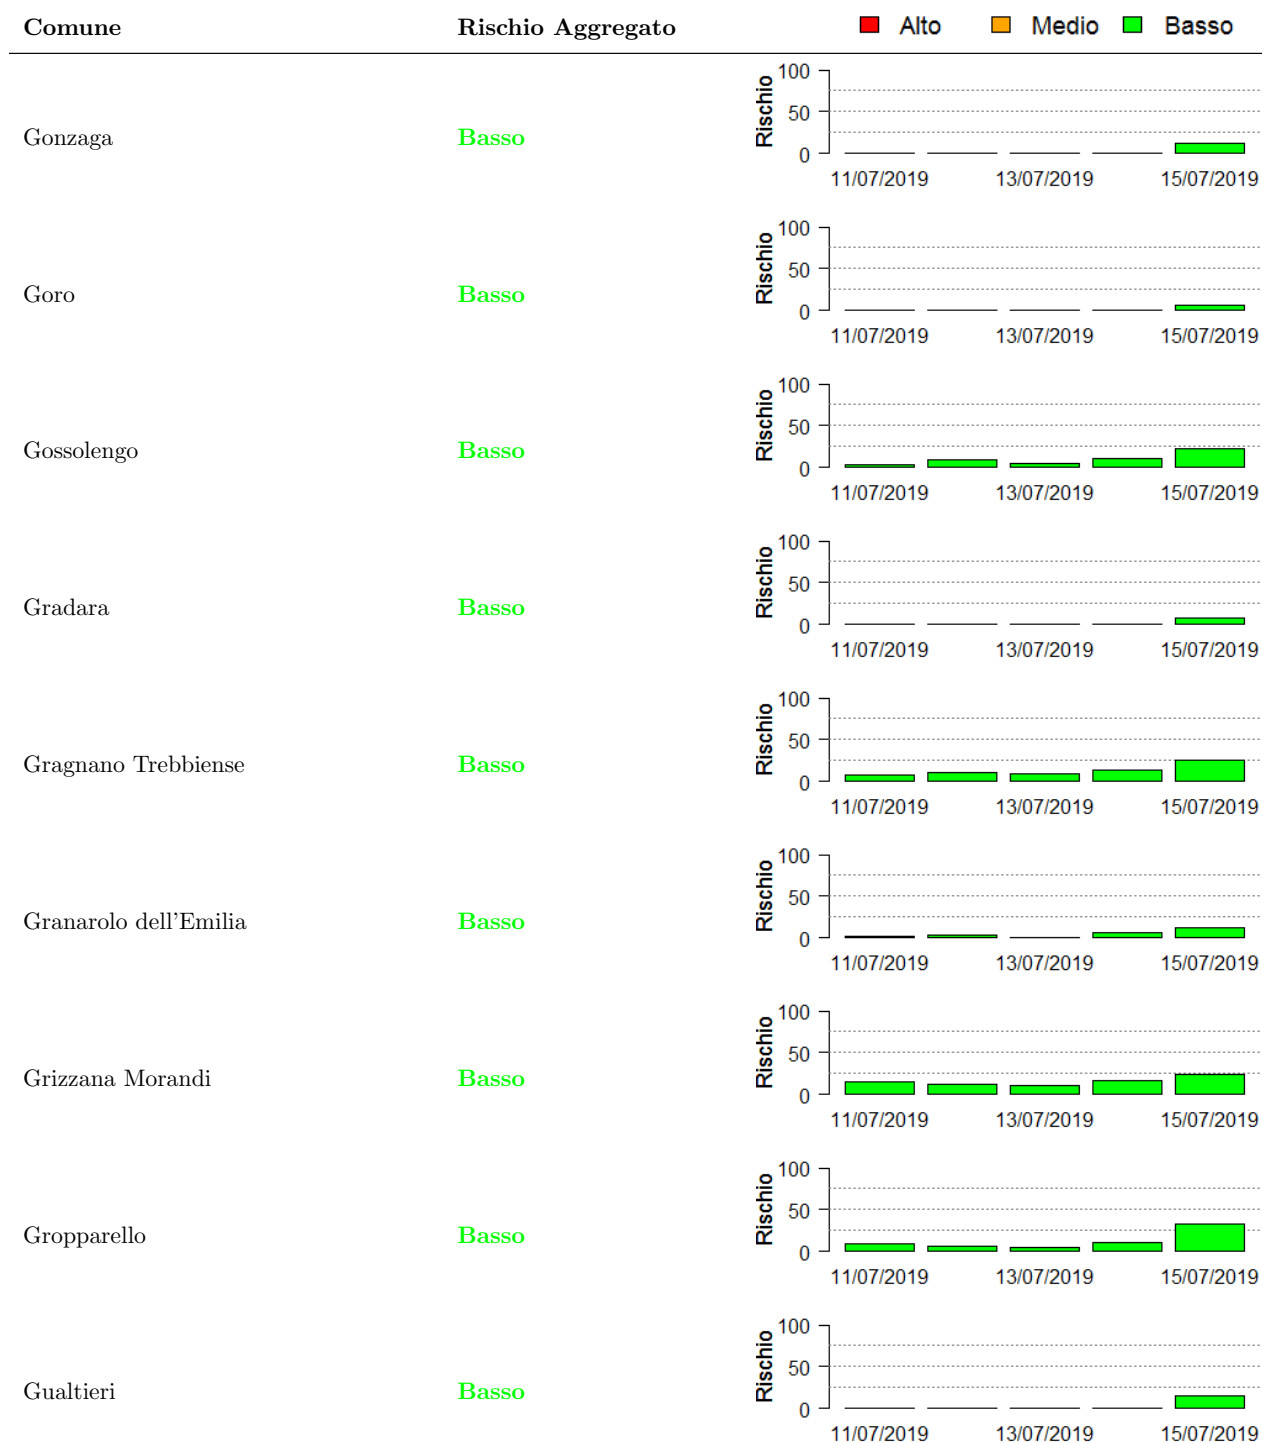 Comune Rischio Aggregato Alto Medio Basso
Gonzaga Basso Rischio 100 50 0
11/07/2019 13/07/2019 15/07/2019
Goro Basso Rischio 100 50 0
11/07/2019 13/07/2019 15/07/2019
Gossolengo Basso Rischio 100 50 0
11/07/2019 13/07/2019 15/07/2019
Gradara Basso Rischio 100 50 0
11/07/2019 13/07/2019 15/07/2019
Gragnano Trebbiense Basso Rischio 100 50 0
11/07/2019 13/07/2019 15/07/2019
Granarolo dell'Emilia Basso Rischio 100 50 0
11/07/2019 13/07/2019 15/07/2019
Grizzana Morandi Basso Rischio 100 50 0
11/07/2019 13/07/2019 15/07/2019
Gropparello Basso Rischio 100 50 0
11/07/2019 13/07/2019 15/07/2019
Gualtieri Basso Rischio 100 50 0
11/07/2019 13/07/2019 15/07/2019